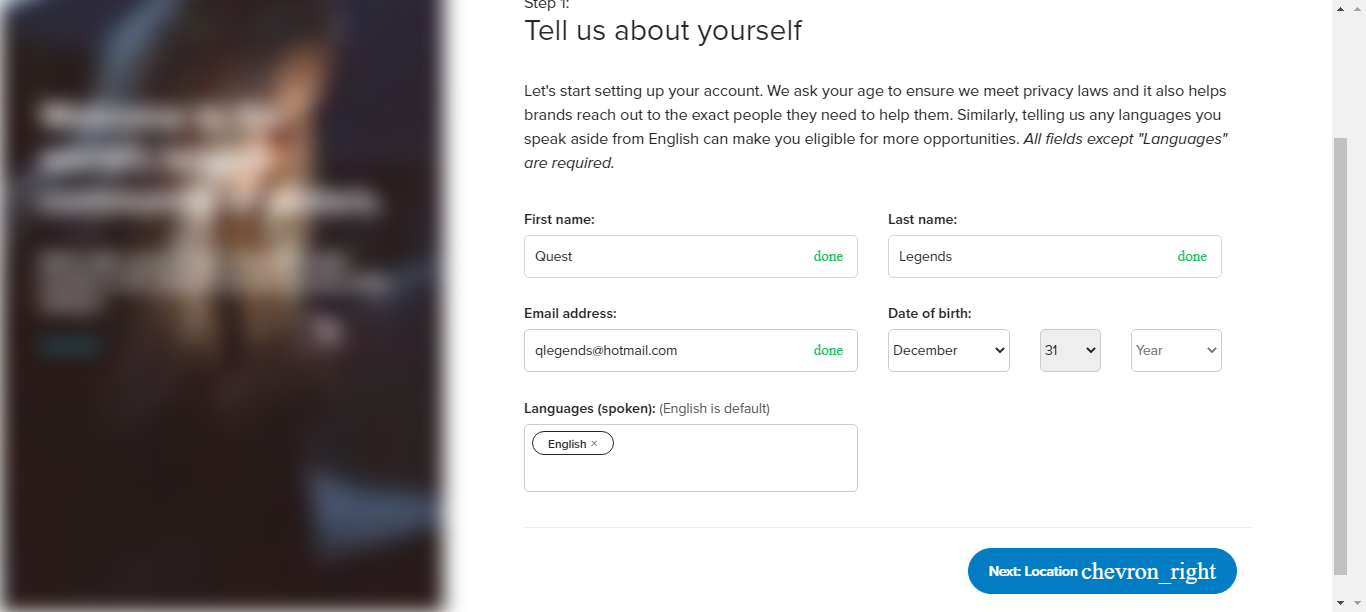 Step 1:
Tell us about yourself
Let's start setting up your account. We ask your age to ensure we meet privacy laws and it also helps
brands reach out to the exact people they need to help them. Similarly, telling us any languages you
speak aside from English can make you eligible for more opportunities. All fields except "Languages"
are required.
First name: Last name:
Quest done Legends done
Email address: Date of birth:
qlegends@hotmail.com done December 31 Year
Languages (spoken): (English is default)
English ×
Next: Location chevron_right